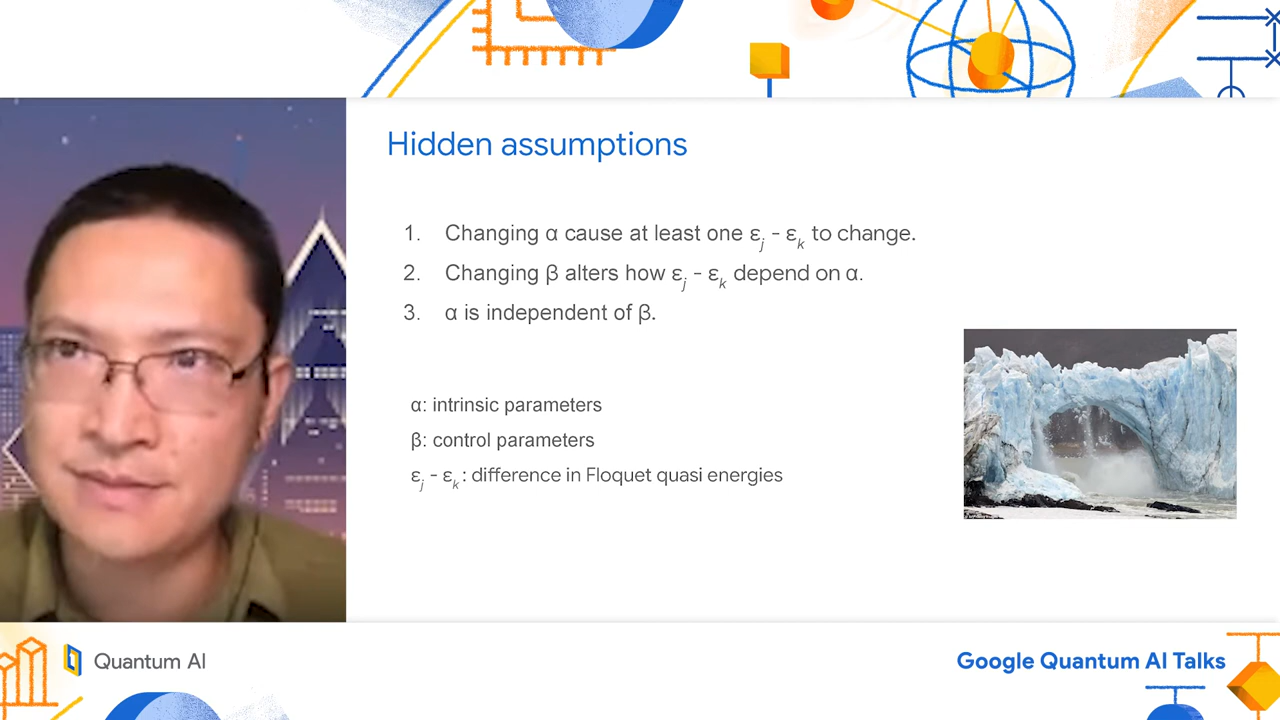 Hidden assumptions
1. Changing α cause at least one εj - εk to change.
2. Changing β alters how εj - εk depend on α.
3. α is independent of β.
α: intrinsic parameters
β: control parameters
εj - εk: difference in Floquet quasi energies
Quantum AI
Google Quantum AI Talks